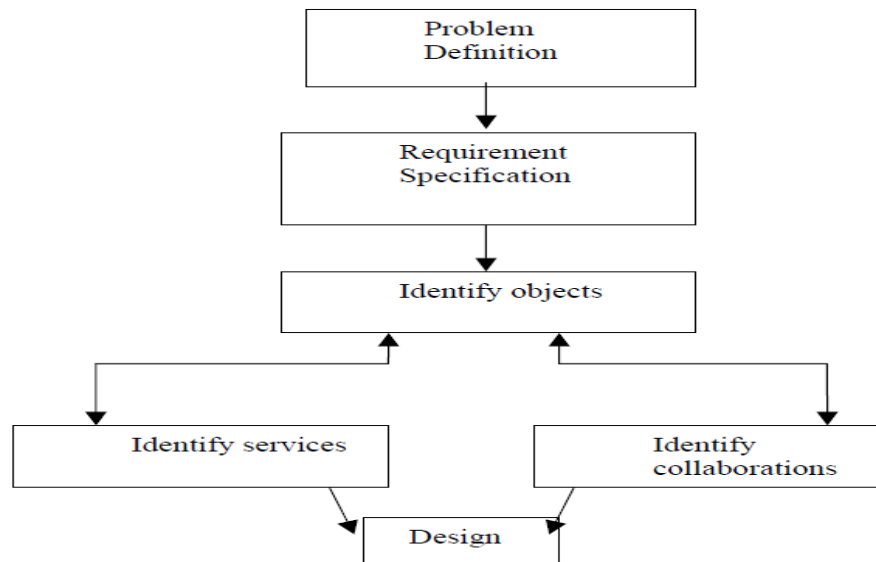 Problem
Definition
Requirement
Specification
Identify objects
Identify services
Identify
collaborations
Design